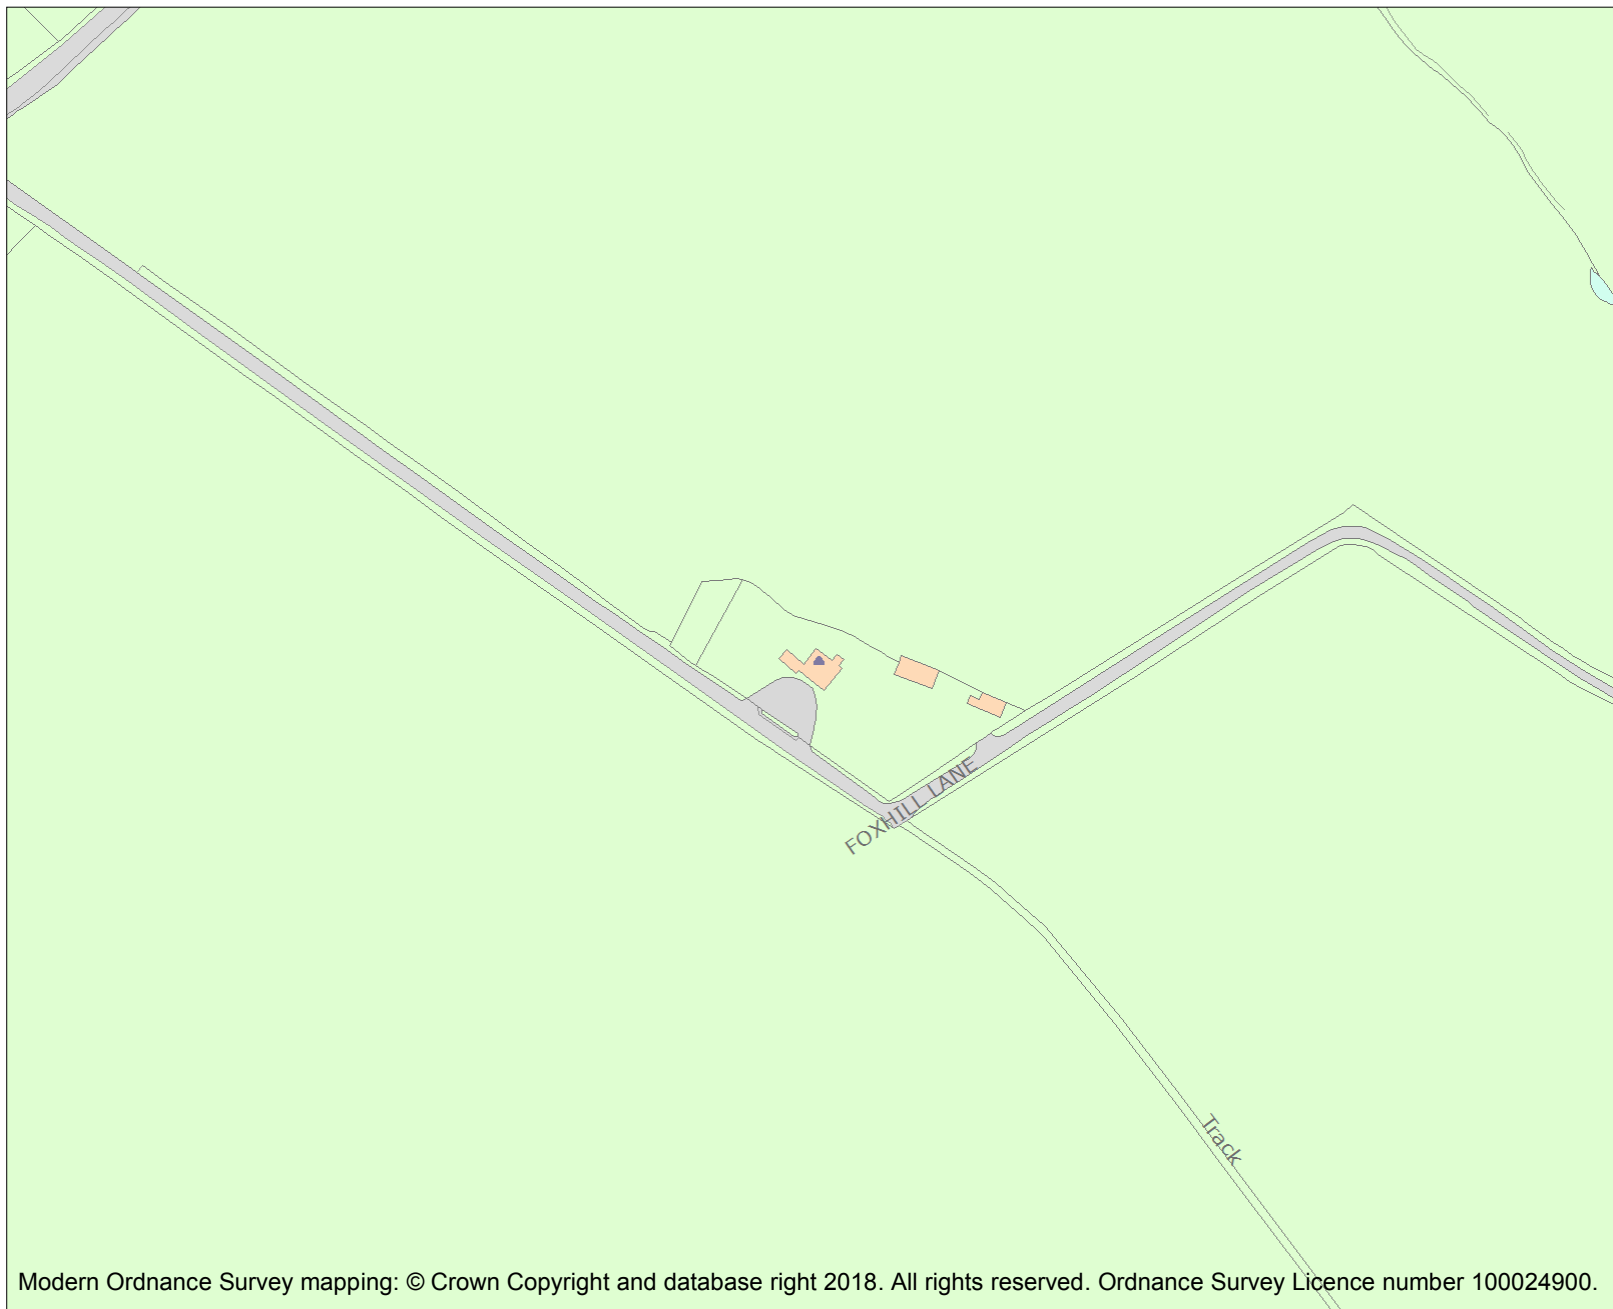 FOXHILL LANE
Track
Modern Ordnance Survey mapping: © Crown Copyright and database right 2018. All rights reserved. Ordnance Survey Licence number 100024900.